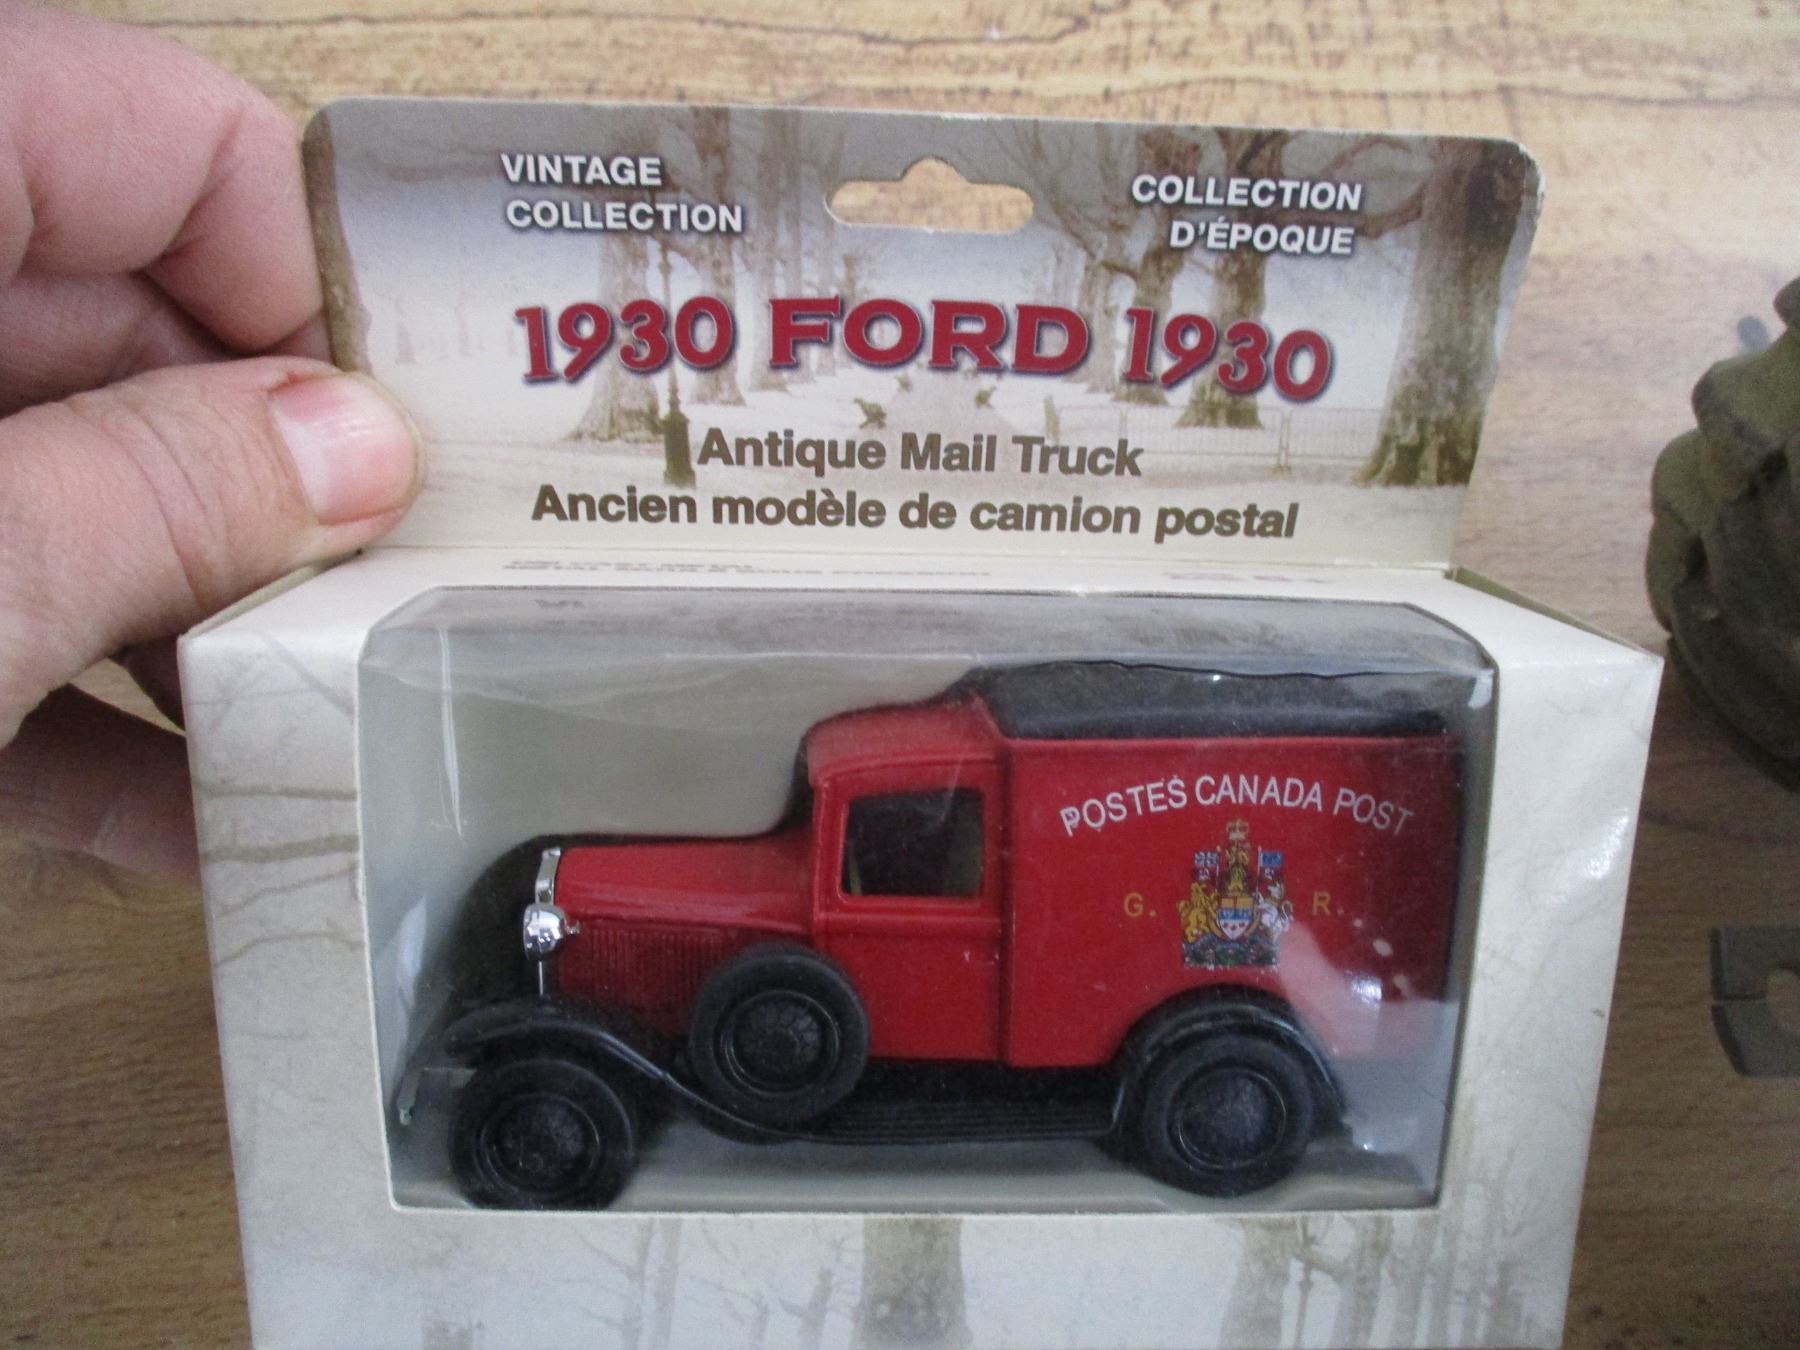 VINTAGE
COLLECTION
COLLECTION
D'ÉPOQUE
1930 FORD 1930
Antique Mail Truck
Ancien modèle de camion postal
POSTES CANADA POST
G. R.